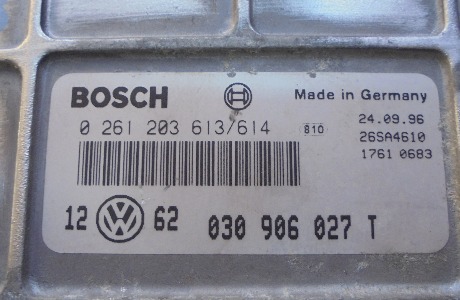 BOSCH Made in Germany
0 261 203 613/614 810 24.09.96
26SA4610
1761 0683
12 VW 62 030 906 027 T